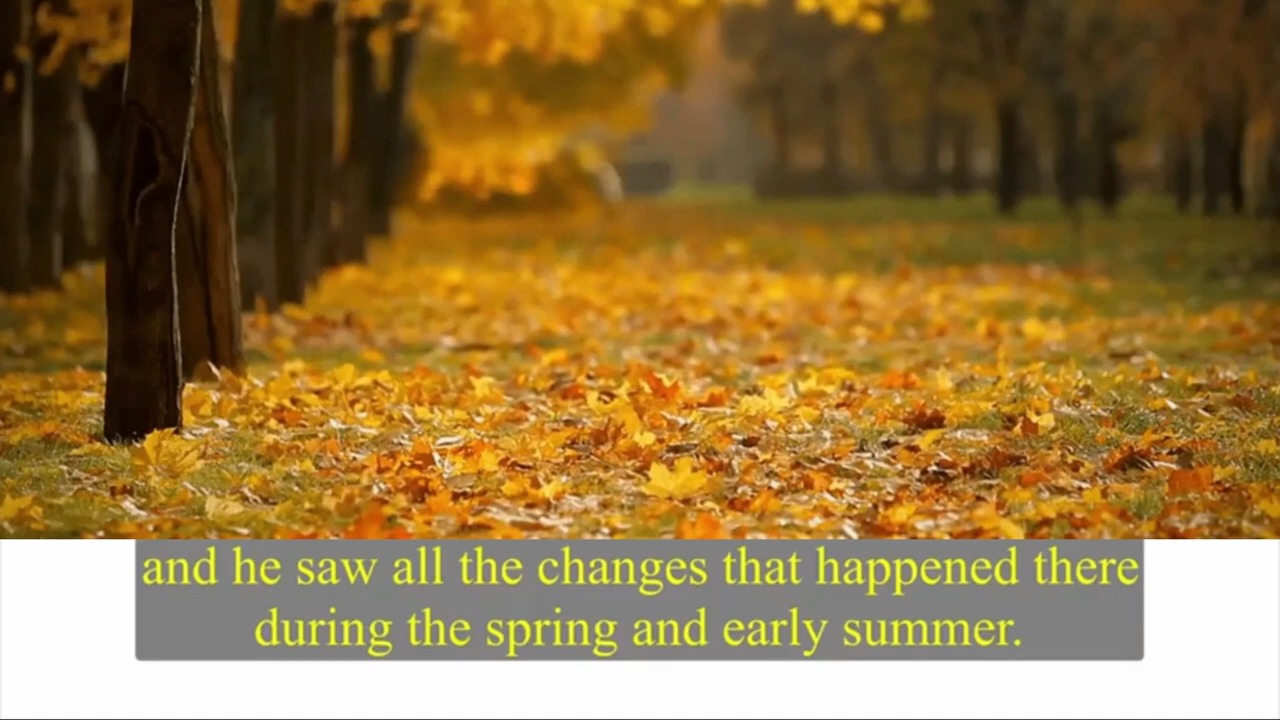 and he saw all the changes that happened there
during the spring and early summer.